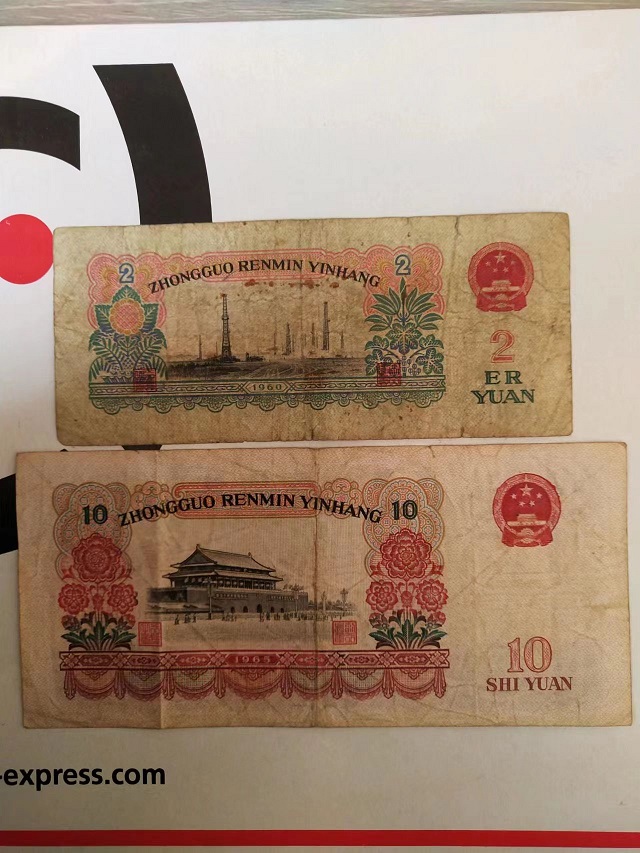 2 ZHONGGUO RENMIN YINHANG 2
1960
2
ER
YUAN
10 ZHONGGUO RENMIN YINHANG 10
1965
10
SHI YUAN
-express.com